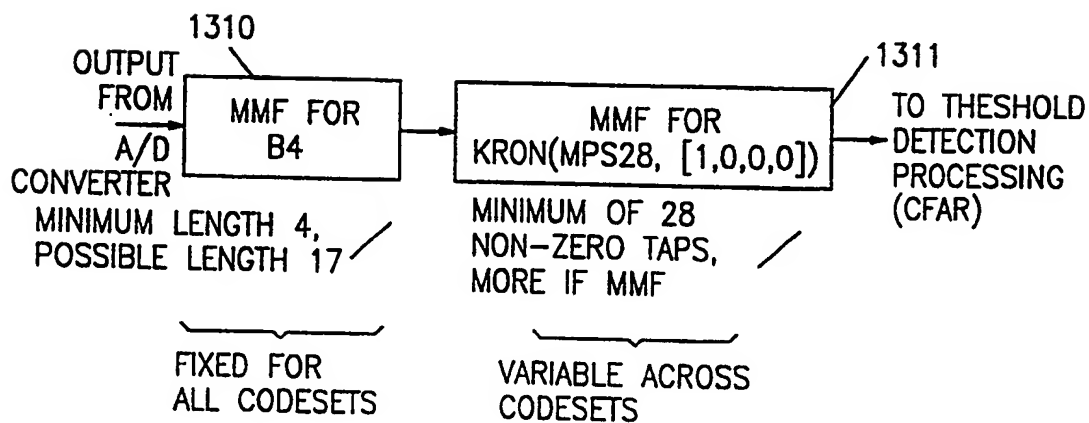 1310
OUTPUT
FROM
A/D
CONVERTER
MMF FOR
B4
MINIMUM LENGTH 4,
POSSIBLE LENGTH 17
FIXED FOR
ALL CODESETS
1311
MMF FOR
KRON(MPS28, [1,0,0,0])
MINIMUM OF 28
NON-ZERO TAPS,
MORE IF MMF
VARIABLE ACROSS
CODESETS
TO THESHOLD
DETECTION
PROCESSING
(CFAR)